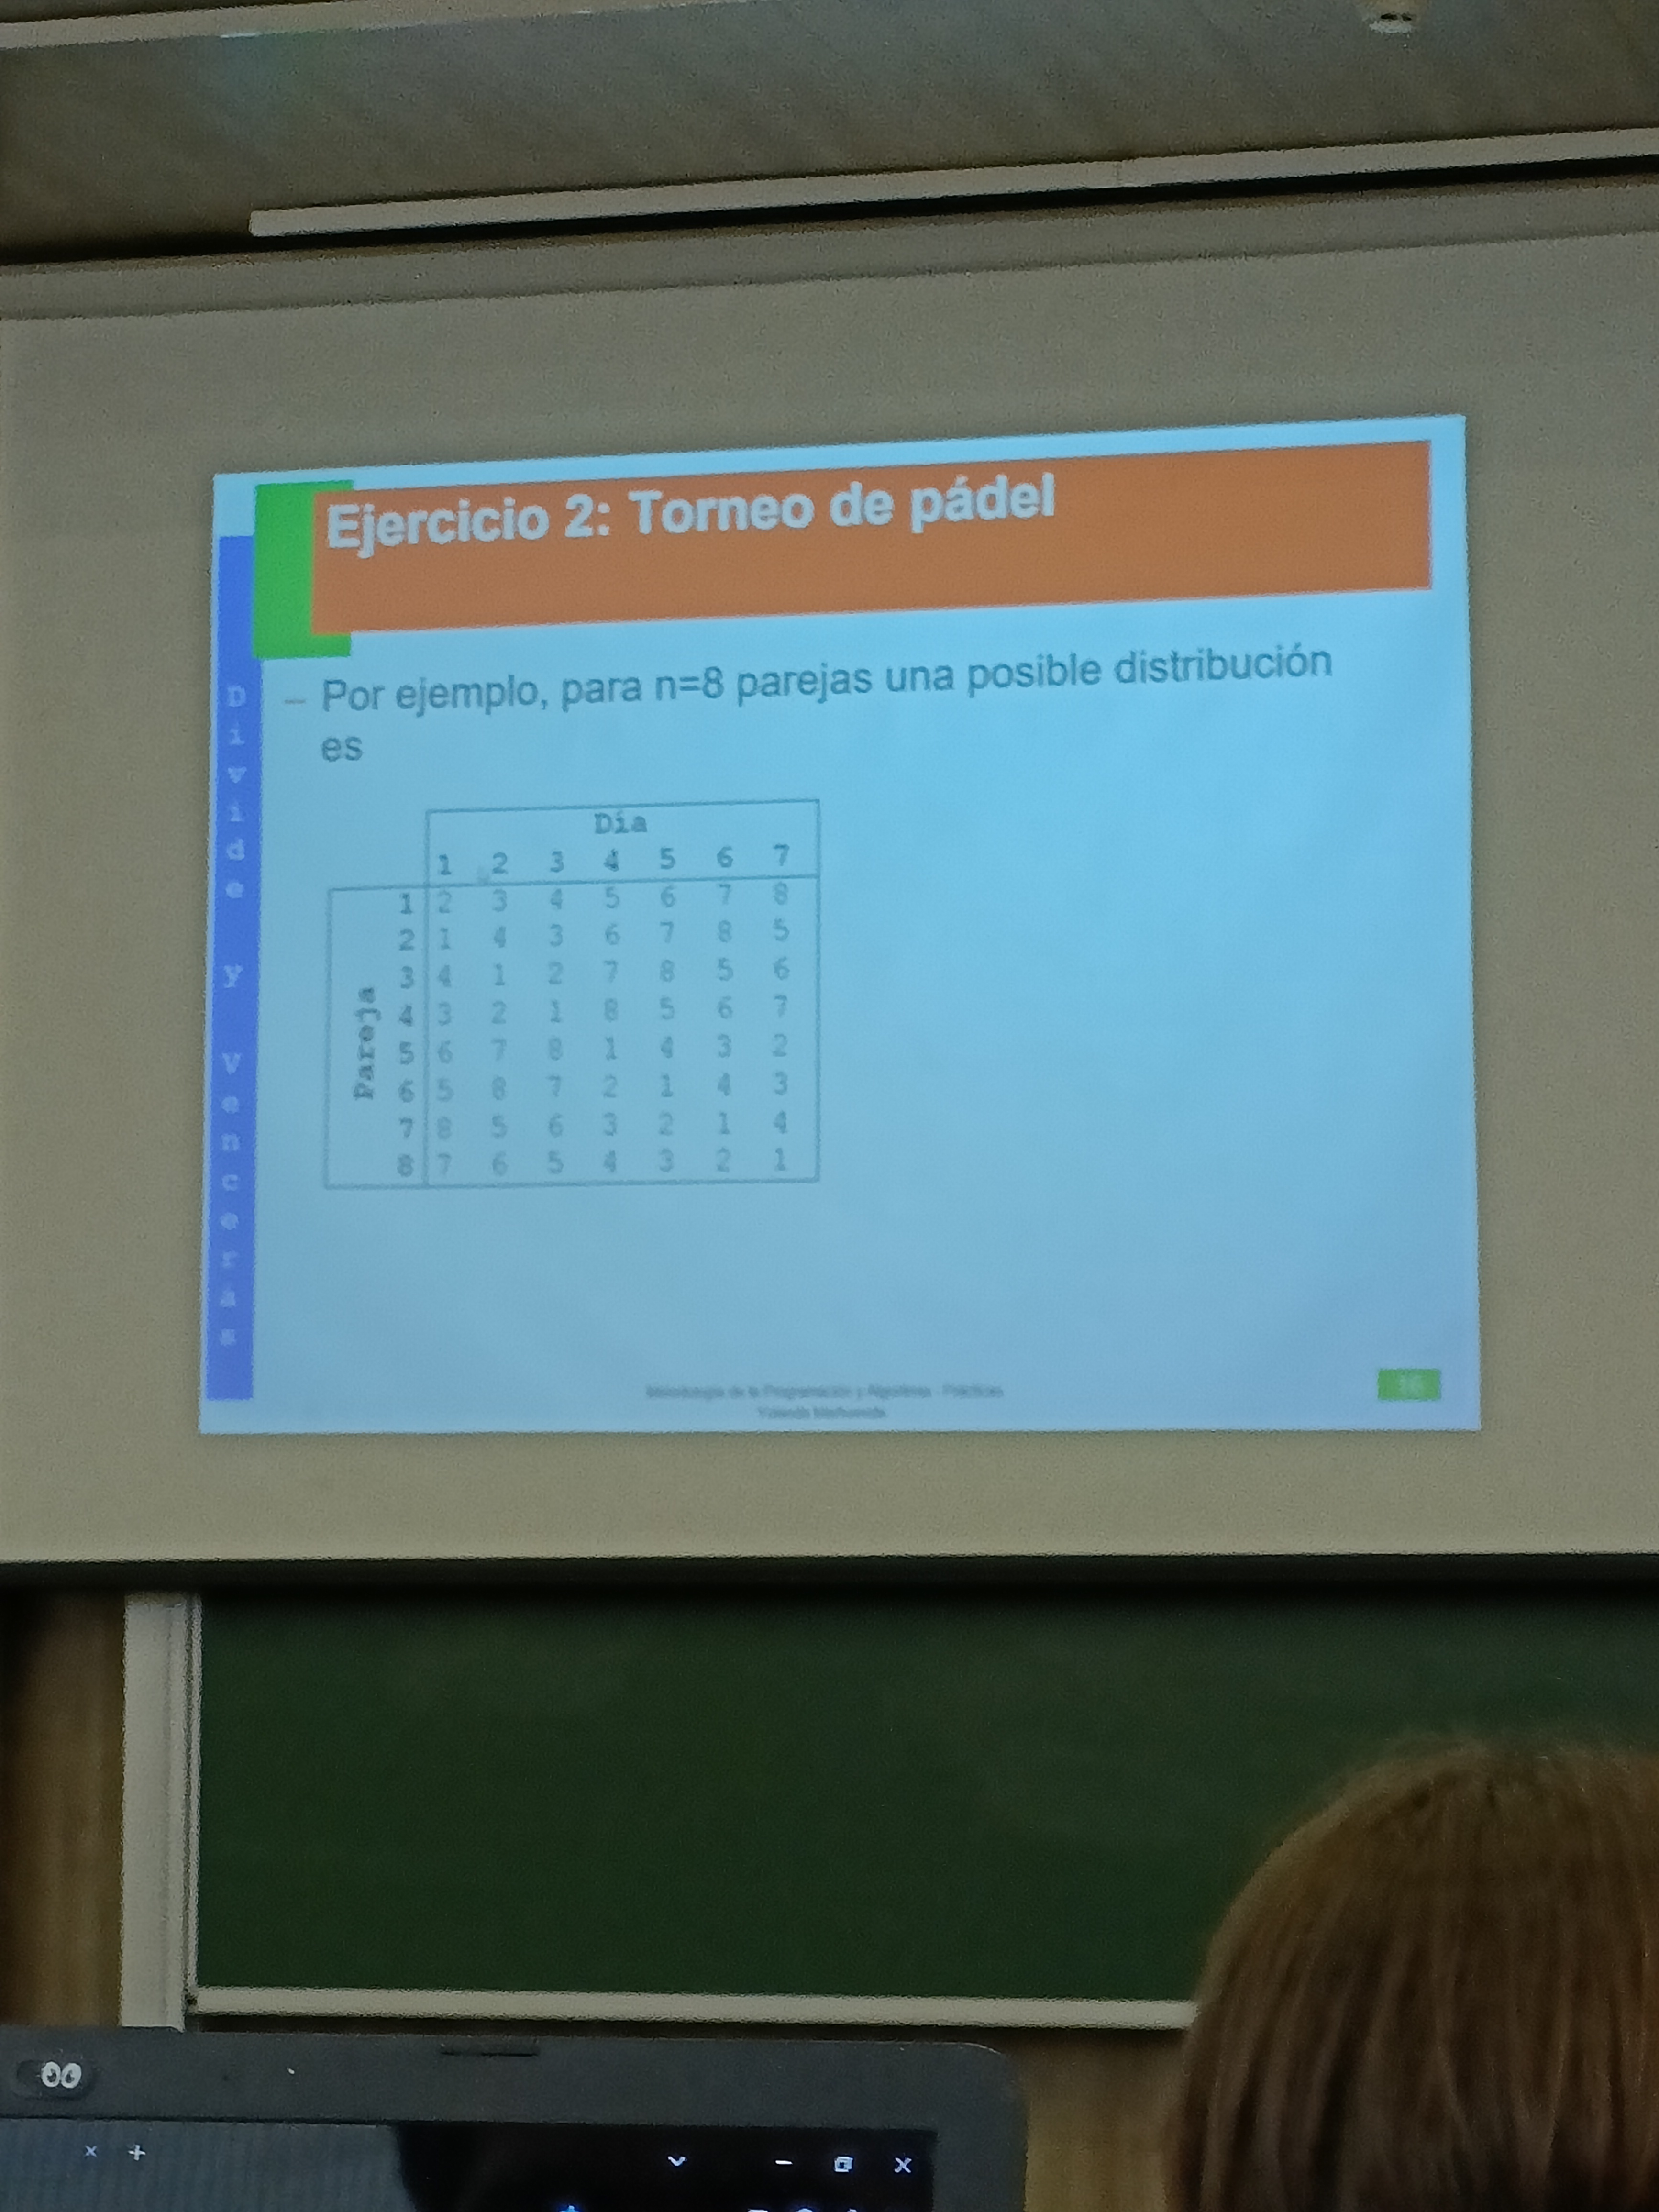 Ejercicio 2: Torneo de pádel
– Por ejemplo, para n=8 parejas una posible distribución
es
Día
1 2 3 4 5 6 7
1 2 3 4 5 6 7 8
2 1 4 3 6 7 8 5
3 4 1 2 7 8 5 6
4 3 2 1 8 5 6 7
5 6 7 8 1 4 3 2
6 5 8 7 2 1 4 3
7 8 5 6 3 2 1 4
8 7 6 5 4 3 2 1
Pareja
Divide y Vencerás
Metodología de la Programación y Algoritmia - Prácticas